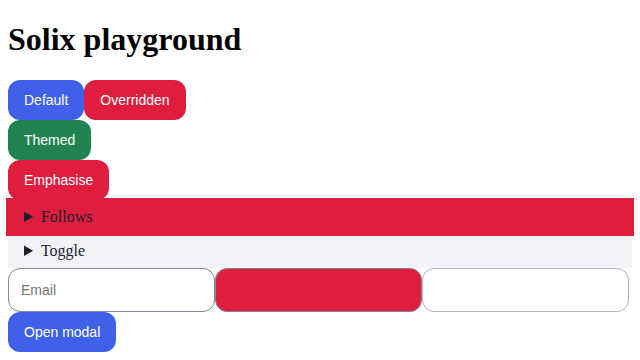 Solix playground
Default Overridden
Themed
Emphasise
Follows
Toggle
Email
Open modal